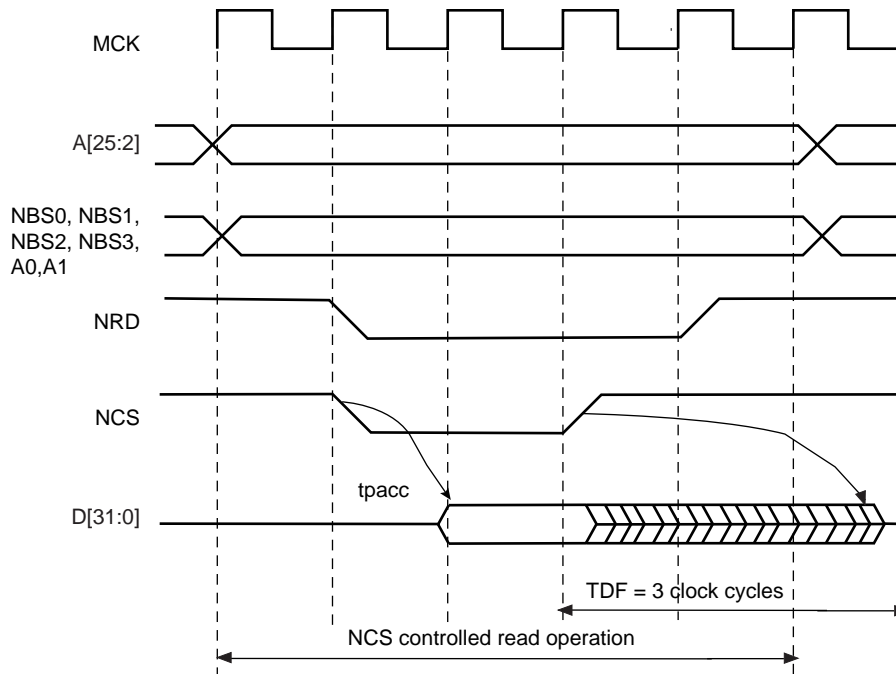 MCK
A[25:2]
NBS0, NBS1,
NBS2, NBS3,
A0,A1
NRD
NCS
tpacc
D[31:0]
TDF = 3 clock cycles
NCS controlled read operation